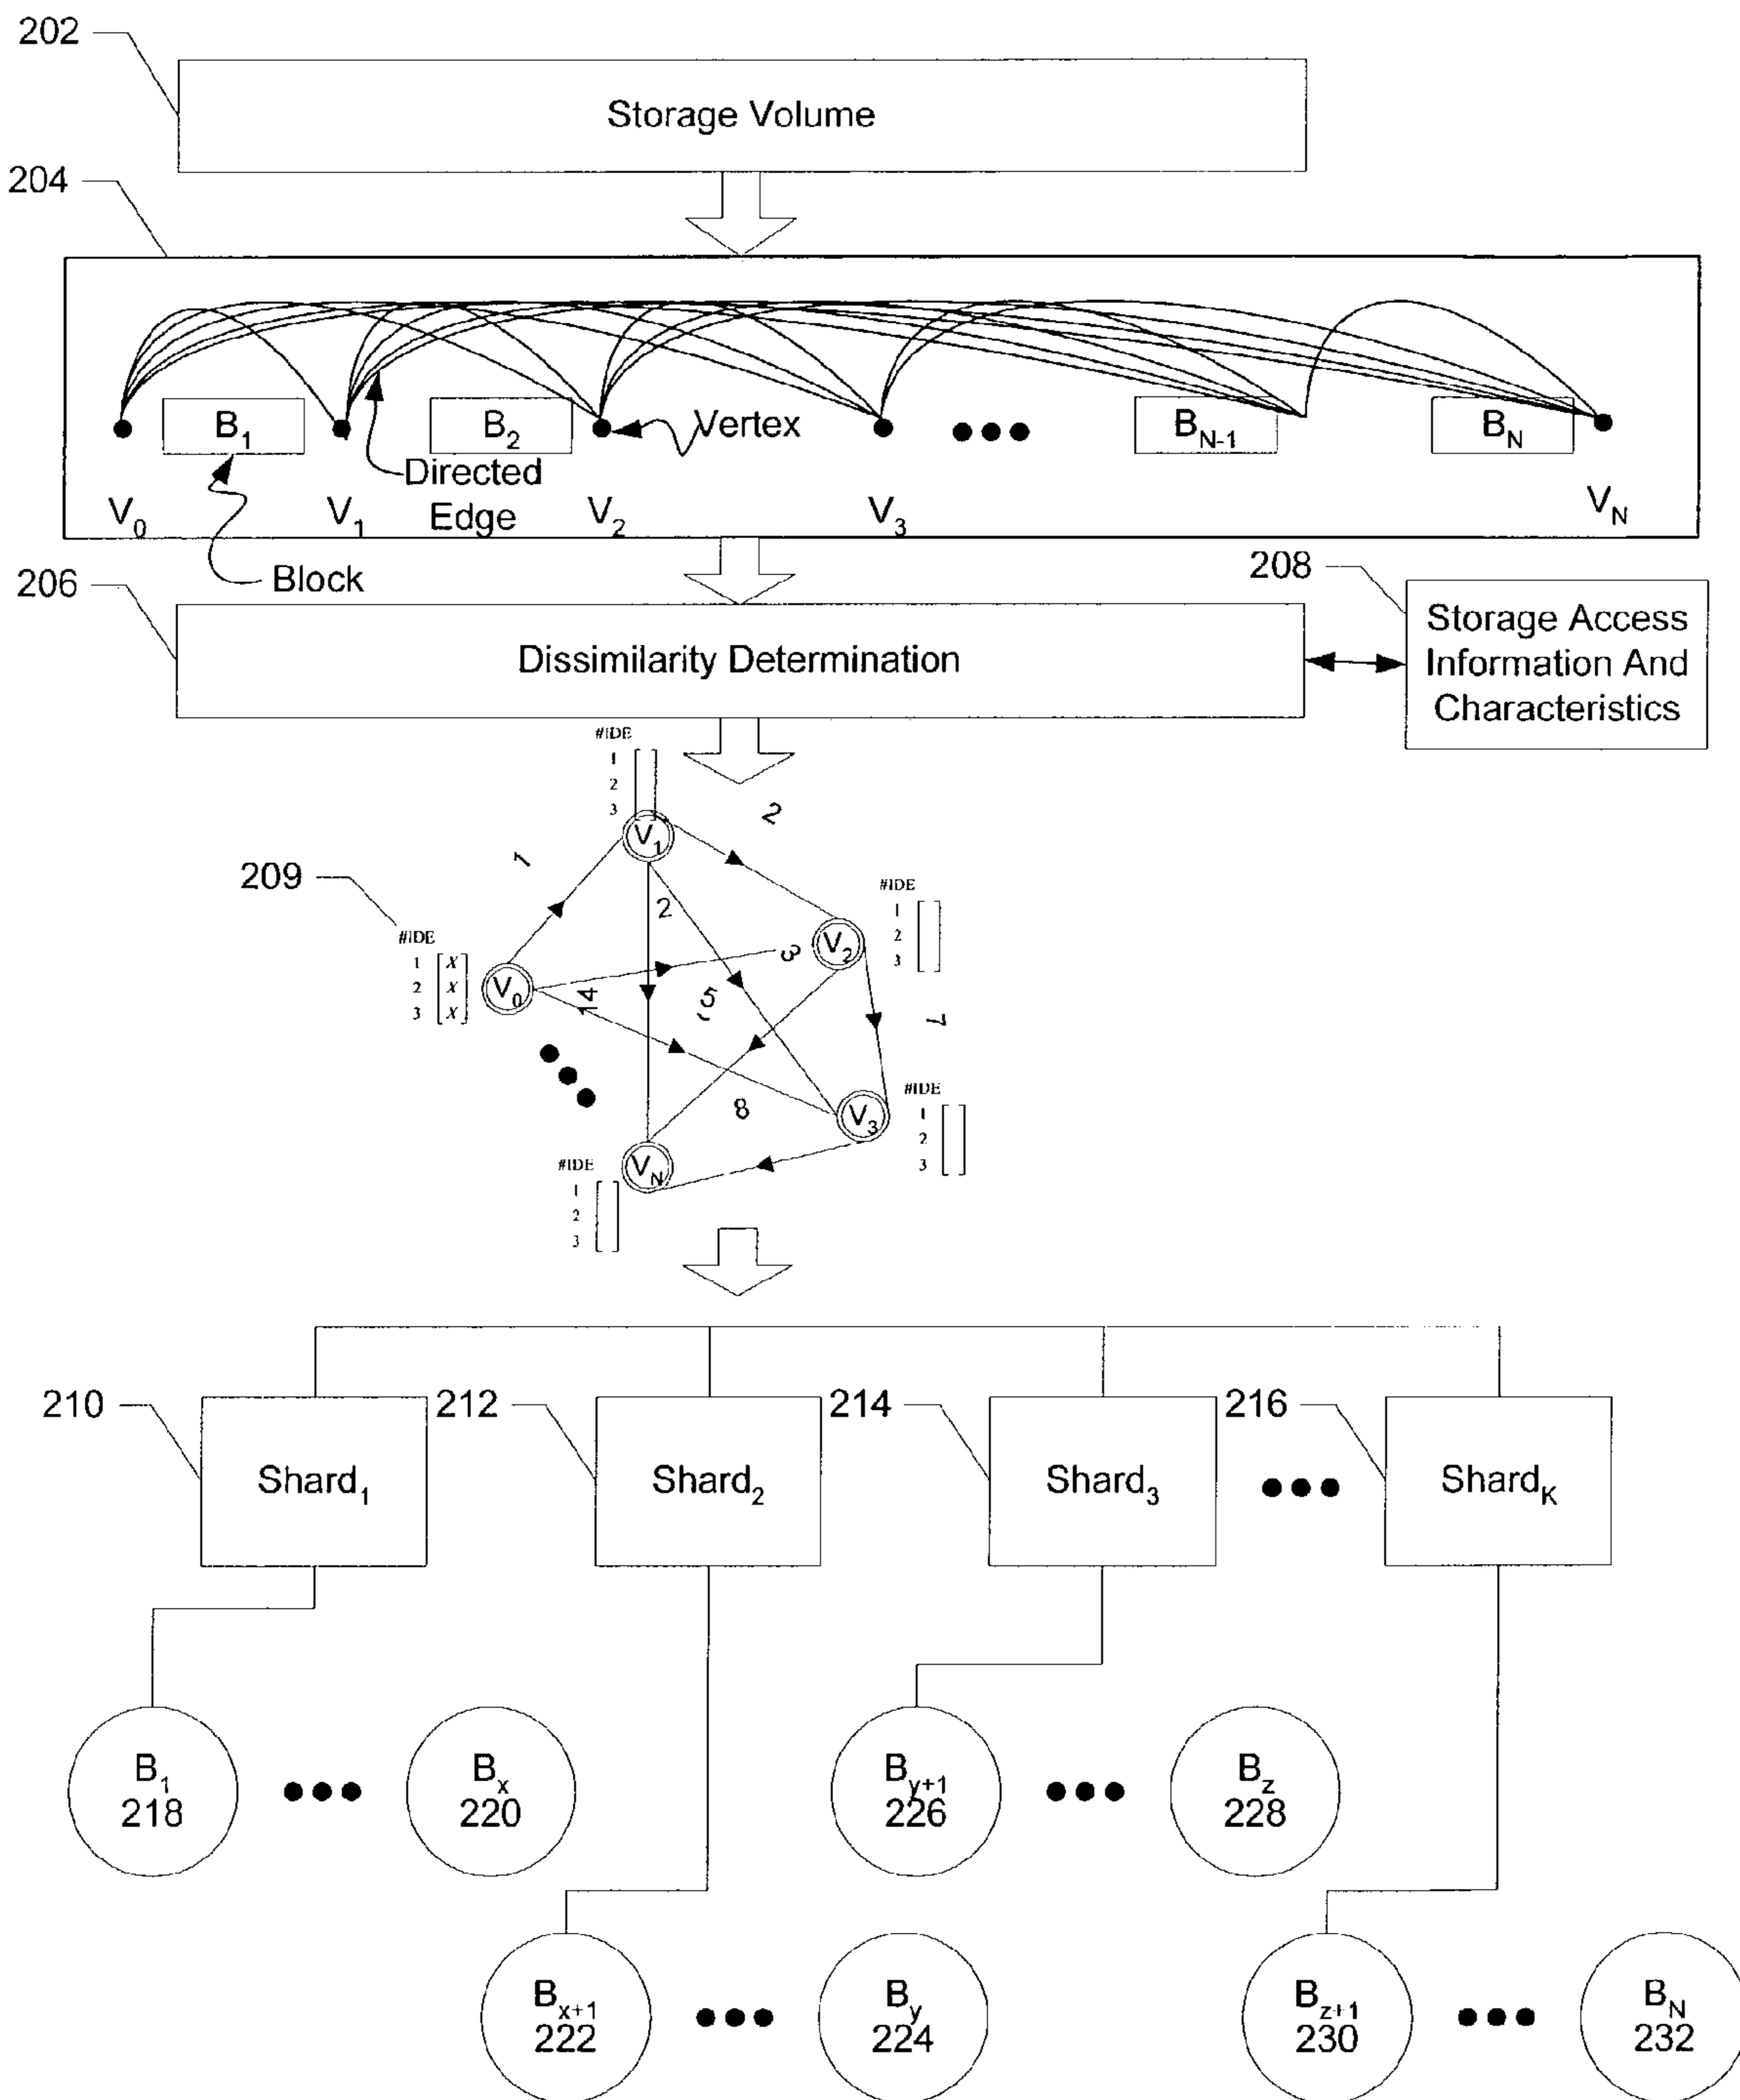 202
Storage Volume
204
B1 B2 Vertex BN-1 BN
Directed
Edge
V0 V1 V2 V3 VN
Block
206
208
Dissimilarity Determination
Storage Access
Information And
Characteristics
#IDE
1
2
3
V1
2
1
209
#IDE
1 X
2 X
3 X
V0
2
3
V2
#IDE
1
2
3
14
5
7
8
V3
#IDE
1
2
3
VN
#IDE
1
2
3
210
212
214
216
Shard1
Shard2
Shard3
ShardK
B1
218
Bx
220
By+1
226
Bz
228
Bx+1
222
By
224
Bz+1
230
BN
232